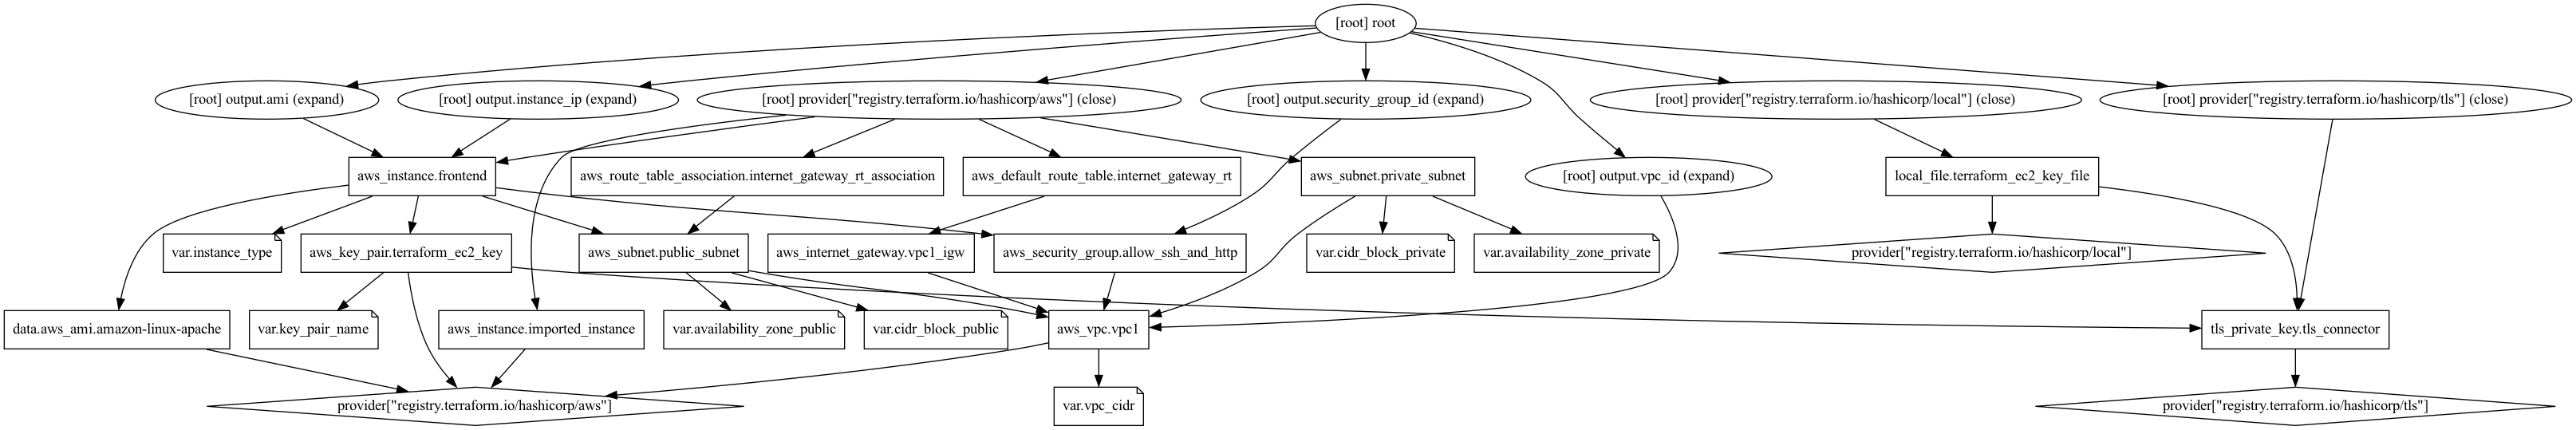 [root] root
[root] output.ami (expand)
[root] output.instance_ip (expand)
[root] provider["registry.terraform.io/hashicorp/aws"] (close)
[root] output.security_group_id (expand)
[root] provider["registry.terraform.io/hashicorp/local"] (close)
[root] provider["registry.terraform.io/hashicorp/tls"] (close)
aws_instance.frontend
aws_route_table_association.internet_gateway_rt_association
aws_default_route_table.internet_gateway_rt
aws_subnet.private_subnet
[root] output.vpc_id (expand)
local_file.terraform_ec2_key_file
var.instance_type
aws_key_pair.terraform_ec2_key
aws_subnet.public_subnet
aws_internet_gateway.vpc1_igw
aws_security_group.allow_ssh_and_http
var.cidr_block_private
var.availability_zone_private
provider["registry.terraform.io/hashicorp/local"]
data.aws_ami.amazon-linux-apache
var.key_pair_name
aws_instance.imported_instance
var.availability_zone_public
var.cidr_block_public
aws_vpc.vpc1
tls_private_key.tls_connector
provider["registry.terraform.io/hashicorp/aws"]
var.vpc_cidr
provider["registry.terraform.io/hashicorp/tls"]